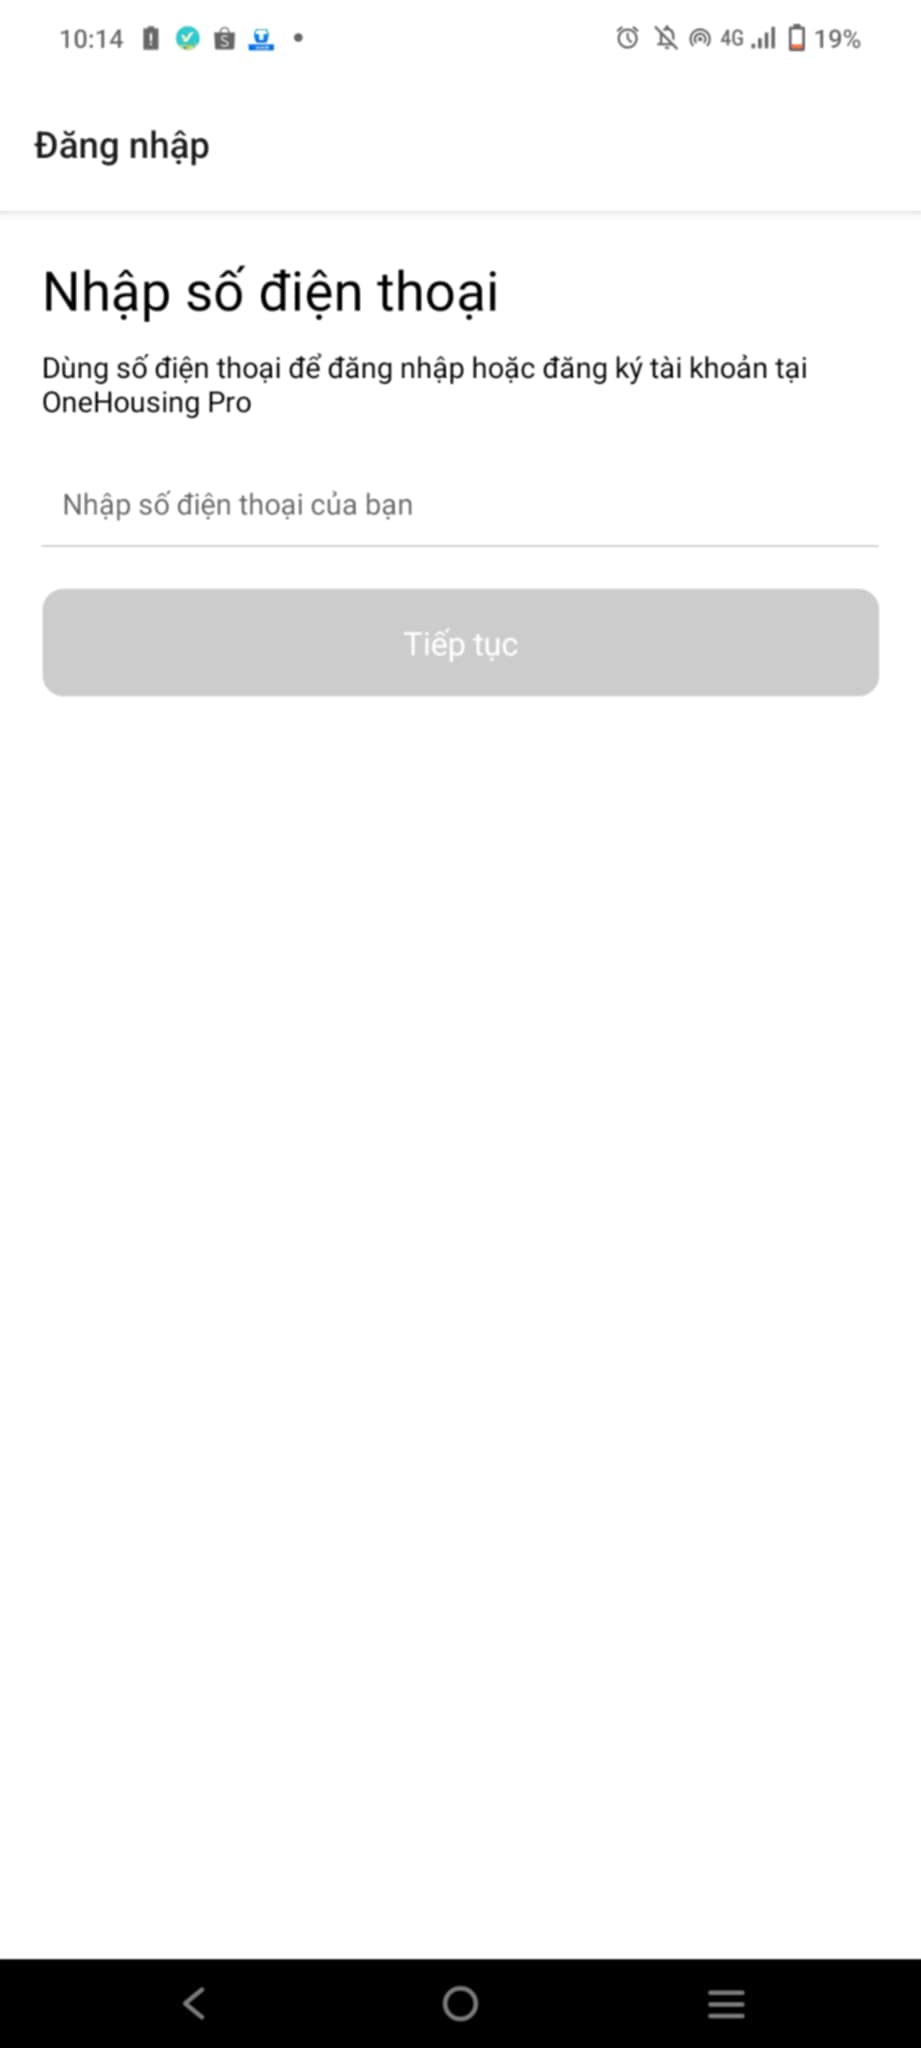 10:14
4G
19%
Đăng nhập
Nhập số điện thoại
Dùng số điện thoại để đăng nhập hoặc đăng ký tài khoản tại
OneHousing Pro
Nhập số điện thoại của bạn
Tiếp tục